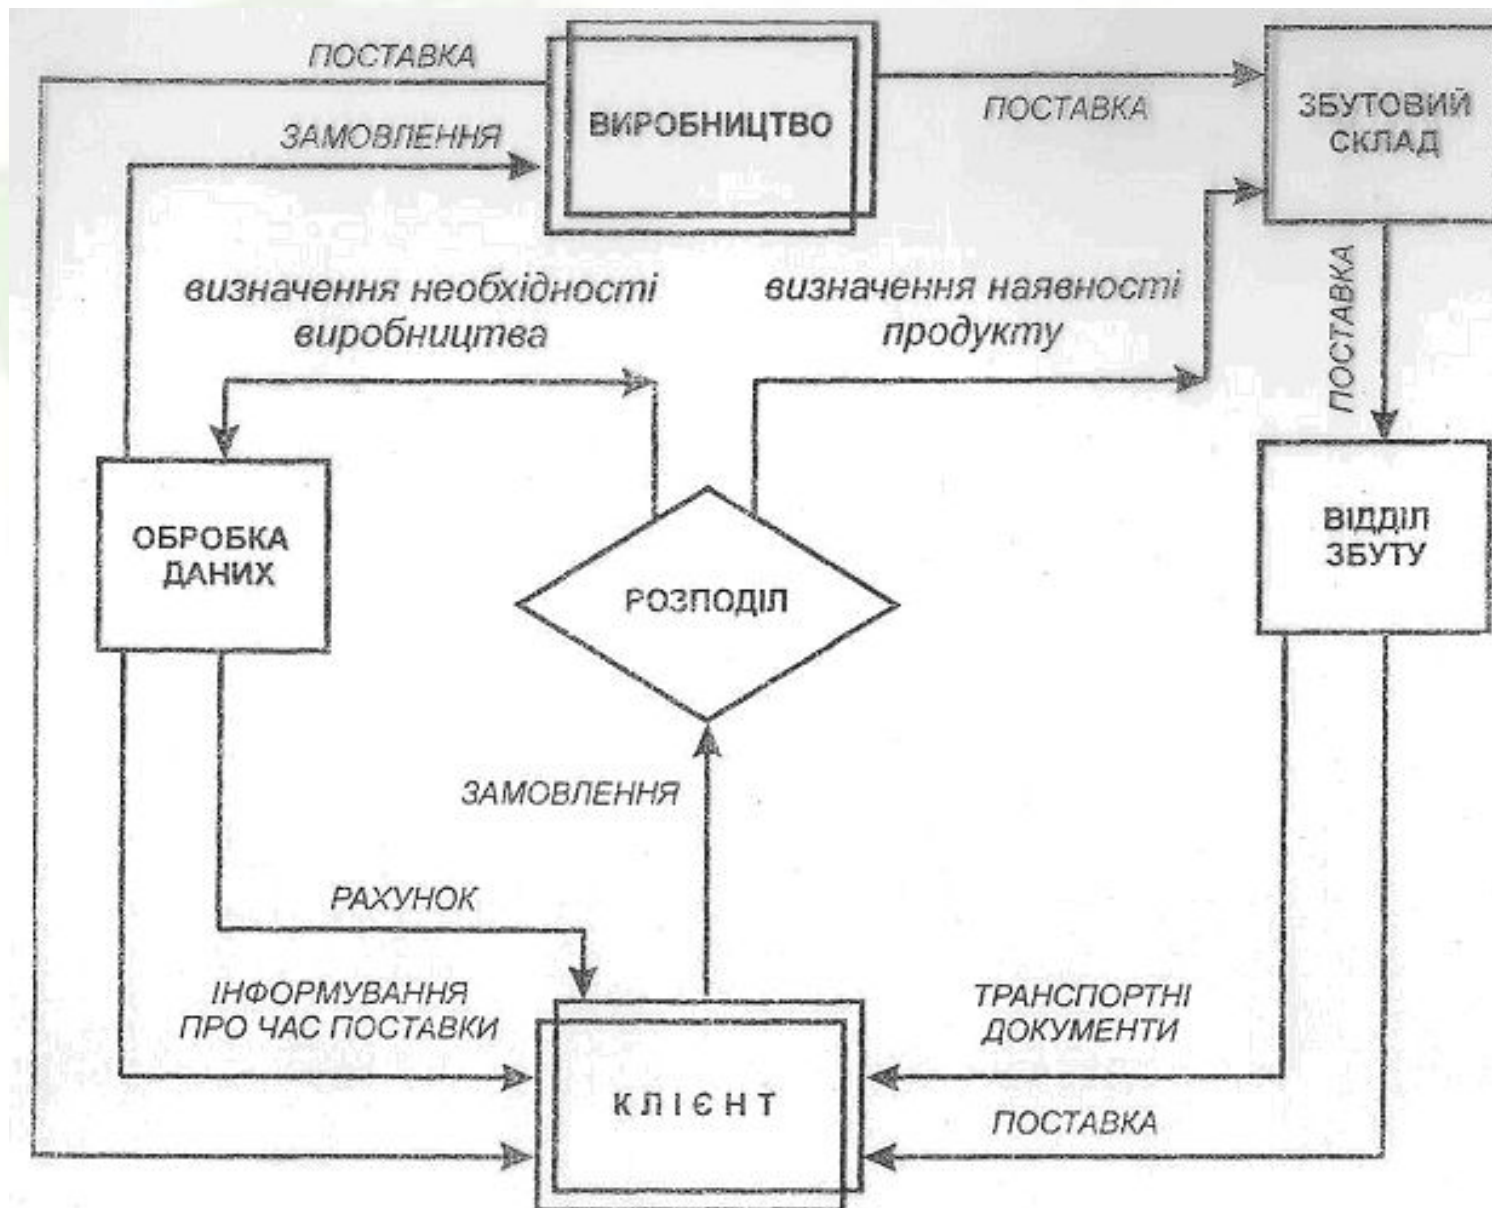 ПОСТАВКА
ЗАМОВЛЕННЯ
ВИРОБНИЦТВО
ПОСТАВКА
ЗБУТОВИЙ
СКЛАД
визначення необхідності
виробництва
визначення наявності
продукту
ПОСТАВКА
ОБРОБКА
ДАНИХ
РОЗПОДІЛ
ВІДДІЛ
ЗБУТУ
ЗАМОВЛЕННЯ
РАХУНОК
ІНФОРМУВАННЯ
ПРО ЧАС ПОСТАВКИ
ТРАНСПОРТНІ
ДОКУМЕНТИ
КЛІЄНТ
ПОСТАВКА